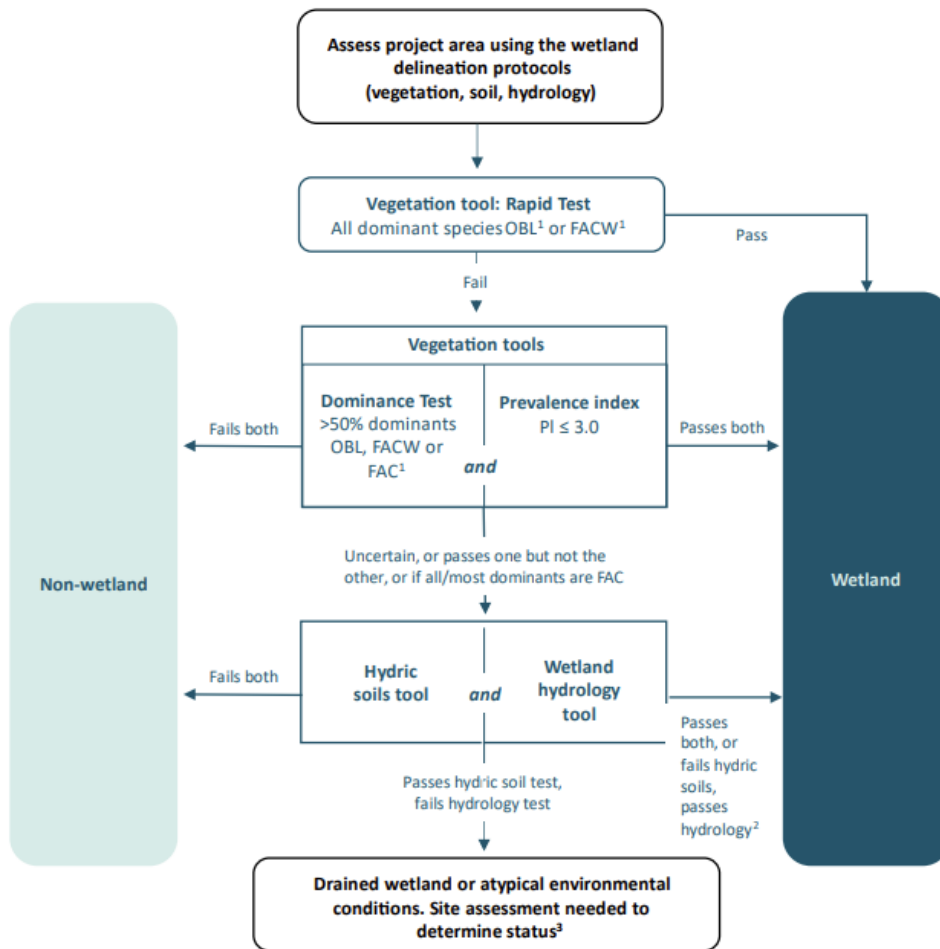 Assess project area using the wetland
delineation protocols
(vegetation, soil, hydrology)
Vegetation tool: Rapid Test
All dominant species OBL¹ or FACW¹
Pass
Fail
Vegetation tools
Dominance Test
>50% dominants
OBL, FACW or
FAC¹
and
Prevalence index
PI ≤ 3.0
Fails both
Passes both
Uncertain, or passes one but not the
other, or if all/most dominants are FAC
Non-wetland
Wetland
Hydric
soils tool
and
Wetland
hydrology
tool
Fails both
Passes
both, or
fails hydric
soils,
passes
hydrology²
Passes hydric soil test,
fails hydrology test
Drained wetland or atypical environmental
conditions. Site assessment needed to
determine status³